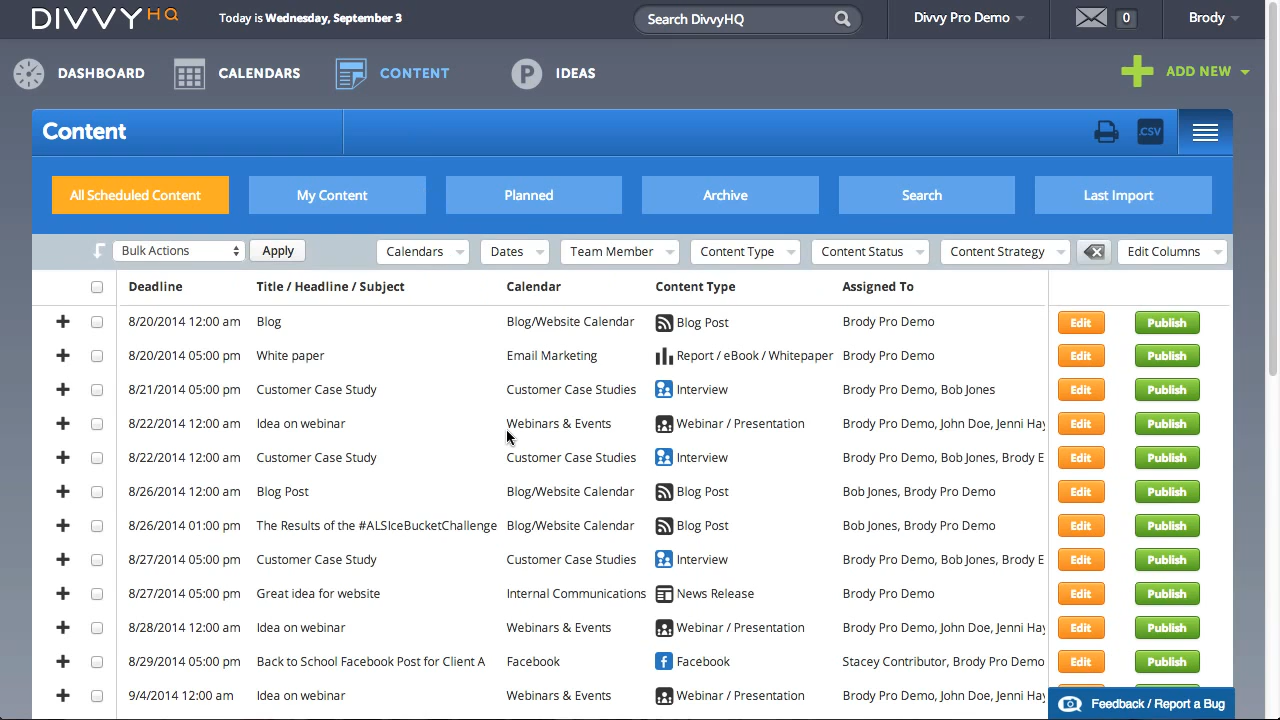 DIVVYHQ Today is Wednesday, September 3 Search DivvyHQ Divvy Pro Demo 0 Brody
DASHBOARD CALENDARS CONTENT P IDEAS ADD NEW
Content .CSV
All Scheduled Content My Content Planned Archive Search Last Import
Bulk Actions Apply Calendars Dates Team Member Content Type Content Status Content Strategy Edit Columns
Deadline Title / Headline / Subject Calendar Content Type Assigned To
8/20/2014 12:00 am Blog Blog/Website Calendar Blog Post Brody Pro Demo Edit Publish
8/20/2014 05:00 pm White paper Email Marketing Report / eBook / Whitepaper Brody Pro Demo Edit Publish
8/21/2014 05:00 pm Customer Case Study Customer Case Studies Interview Brody Pro Demo, Bob Jones Edit Publish
8/22/2014 12:00 am Idea on webinar Webinars & Events Webinar / Presentation Brody Pro Demo, John Doe, Jenni Hay Edit Publish
8/22/2014 12:00 am Customer Case Study Customer Case Studies Interview Brody Pro Demo, Bob Jones, Brody E Edit Publish
8/26/2014 12:00 am Blog Post Blog/Website Calendar Blog Post Bob Jones, Brody Pro Demo Edit Publish
8/26/2014 01:00 pm The Results of the #ALSIceBucketChallenge Blog/Website Calendar Blog Post Bob Jones, Brody Pro Demo Edit Publish
8/27/2014 05:00 pm Customer Case Study Customer Case Studies Interview Brody Pro Demo, Bob Jones, Brody E Edit Publish
8/27/2014 05:00 pm Great idea for website Internal Communications News Release Brody Pro Demo Edit Publish
8/28/2014 12:00 am Idea on webinar Webinars & Events Webinar / Presentation Brody Pro Demo, John Doe, Jenni Hay Edit Publish
8/29/2014 05:00 pm Back to School Facebook Post for Client A Facebook Facebook Stacey Contributor, Brody Pro Demo Edit Publish
9/4/2014 12:00 am Idea on webinar Webinars & Events Webinar / Presentation Brody Pro Demo, John Doe, Jenni Hay
Feedback / Report a Bug